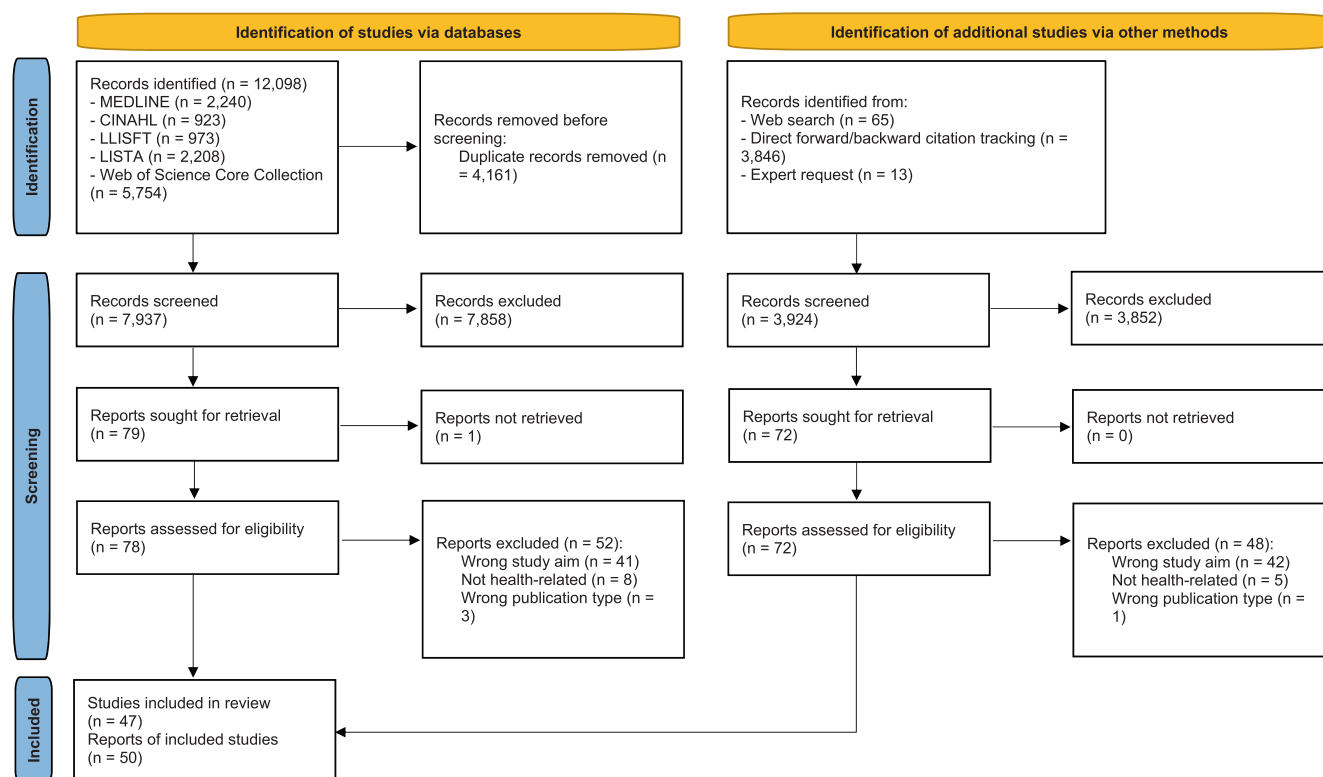 Identification of studies via databases
Identification of additional studies via other methods
Identification
Records identified (n = 12,098)
- MEDLINE (n = 2,240)
- CINAHL (n = 923)
- LLISFT (n = 973)
- LISTA (n = 2,208)
- Web of Science Core Collection
(n = 5,754)
Records removed before
screening:
Duplicate records removed (n
= 4,161)
Records identified from:
- Web search (n = 65)
- Direct forward/backward citation tracking (n =
3,846)
- Expert request (n = 13)
Screening
Records screened
(n = 7,937)
Records excluded
(n = 7,858)
Records screened
(n = 3,924)
Records excluded
(n = 3,852)
Reports sought for retrieval
(n = 79)
Reports not retrieved
(n = 1)
Reports sought for retrieval
(n = 72)
Reports not retrieved
(n = 0)
Reports assessed for eligibility
(n = 78)
Reports excluded (n = 52):
Wrong study aim (n = 41)
Not health-related (n = 8)
Wrong publication type (n =
3)
Reports assessed for eligibility
(n = 72)
Reports excluded (n = 48):
Wrong study aim (n = 42)
Not health-related (n = 5)
Wrong publication type (n =
1)
Included
Studies included in review
(n = 47)
Reports of included studies
(n = 50)